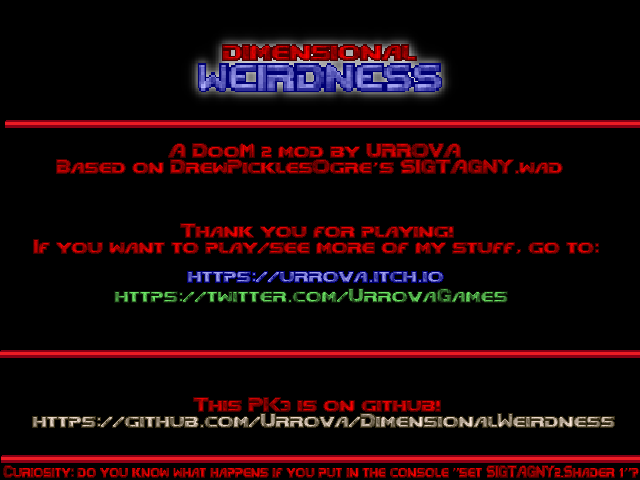 DIMENSIONAL
WEIRDNESS
A DooM 2 mod by URROVA
Based on DrewPicklesOgre's SIGTAGNY.wad
Thank you for playing!
If you want to play/see more of my stuff, go to:
https://urrova.itch.io
https://twitter.com/UrrovaGames
This PK3 is on github!
https://github.com/Urrova/DimensionalWeirdness
Curiosity: do you know what happens if you put in the console "set SIGTAGNY2.Shader 1"?